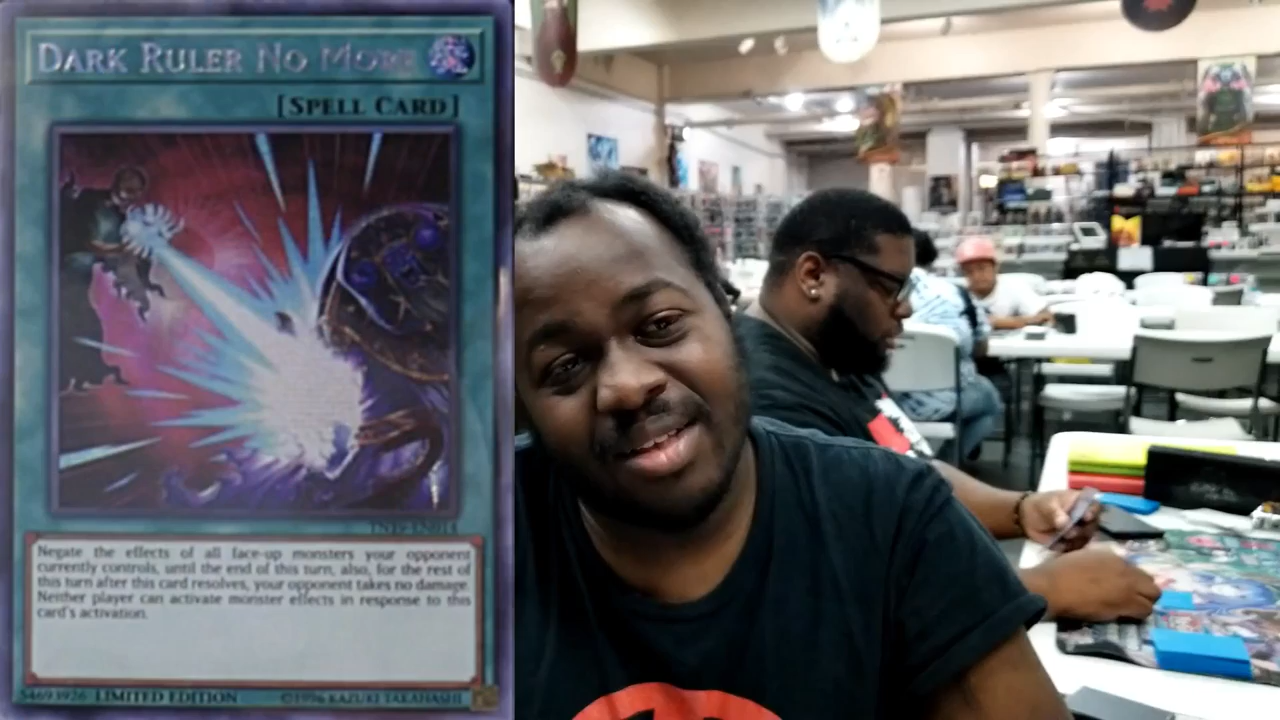 DARK RULER NO MORE
[SPELL CARD]
TN19-EN014
Negate the effects of all face-up monsters your opponent
currently controls, until the end of this turn, also, for the rest of
this turn after this card resolves, your opponent takes no damage.
Neither player can activate monster effects in response to this
card's activation.
54693926 LIMITED EDITION ©1996 KAZUKI TAKAHASHI